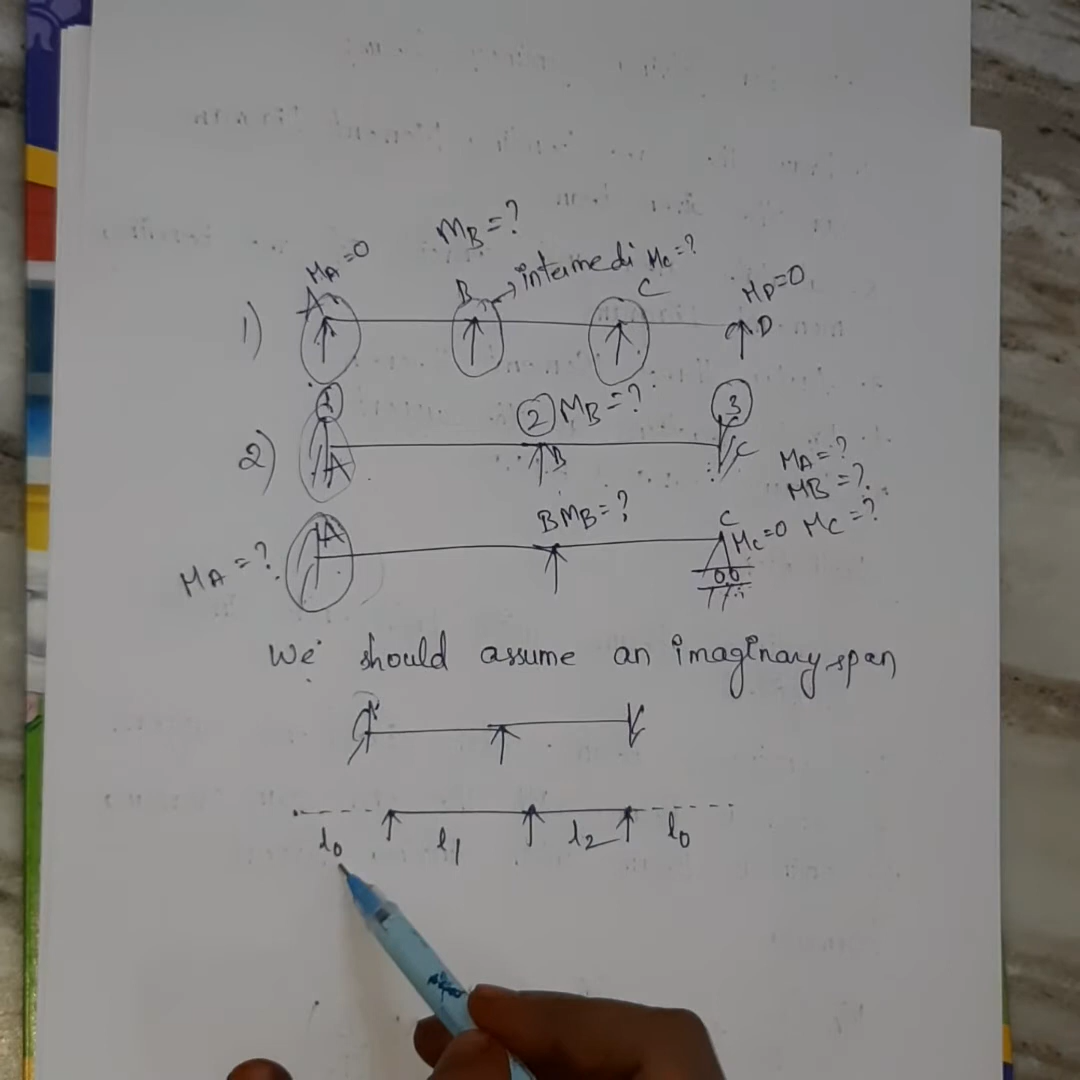 MB=?
MA=0
intermedi MC=?
1) A B C MD=0
D
1 2 MB=? 3
2) A B C
MA=?
MB=?
MC=?
A B MB=? C
MA=? MC=0
We should assume an imaginary span
l0 l1 l2 l0